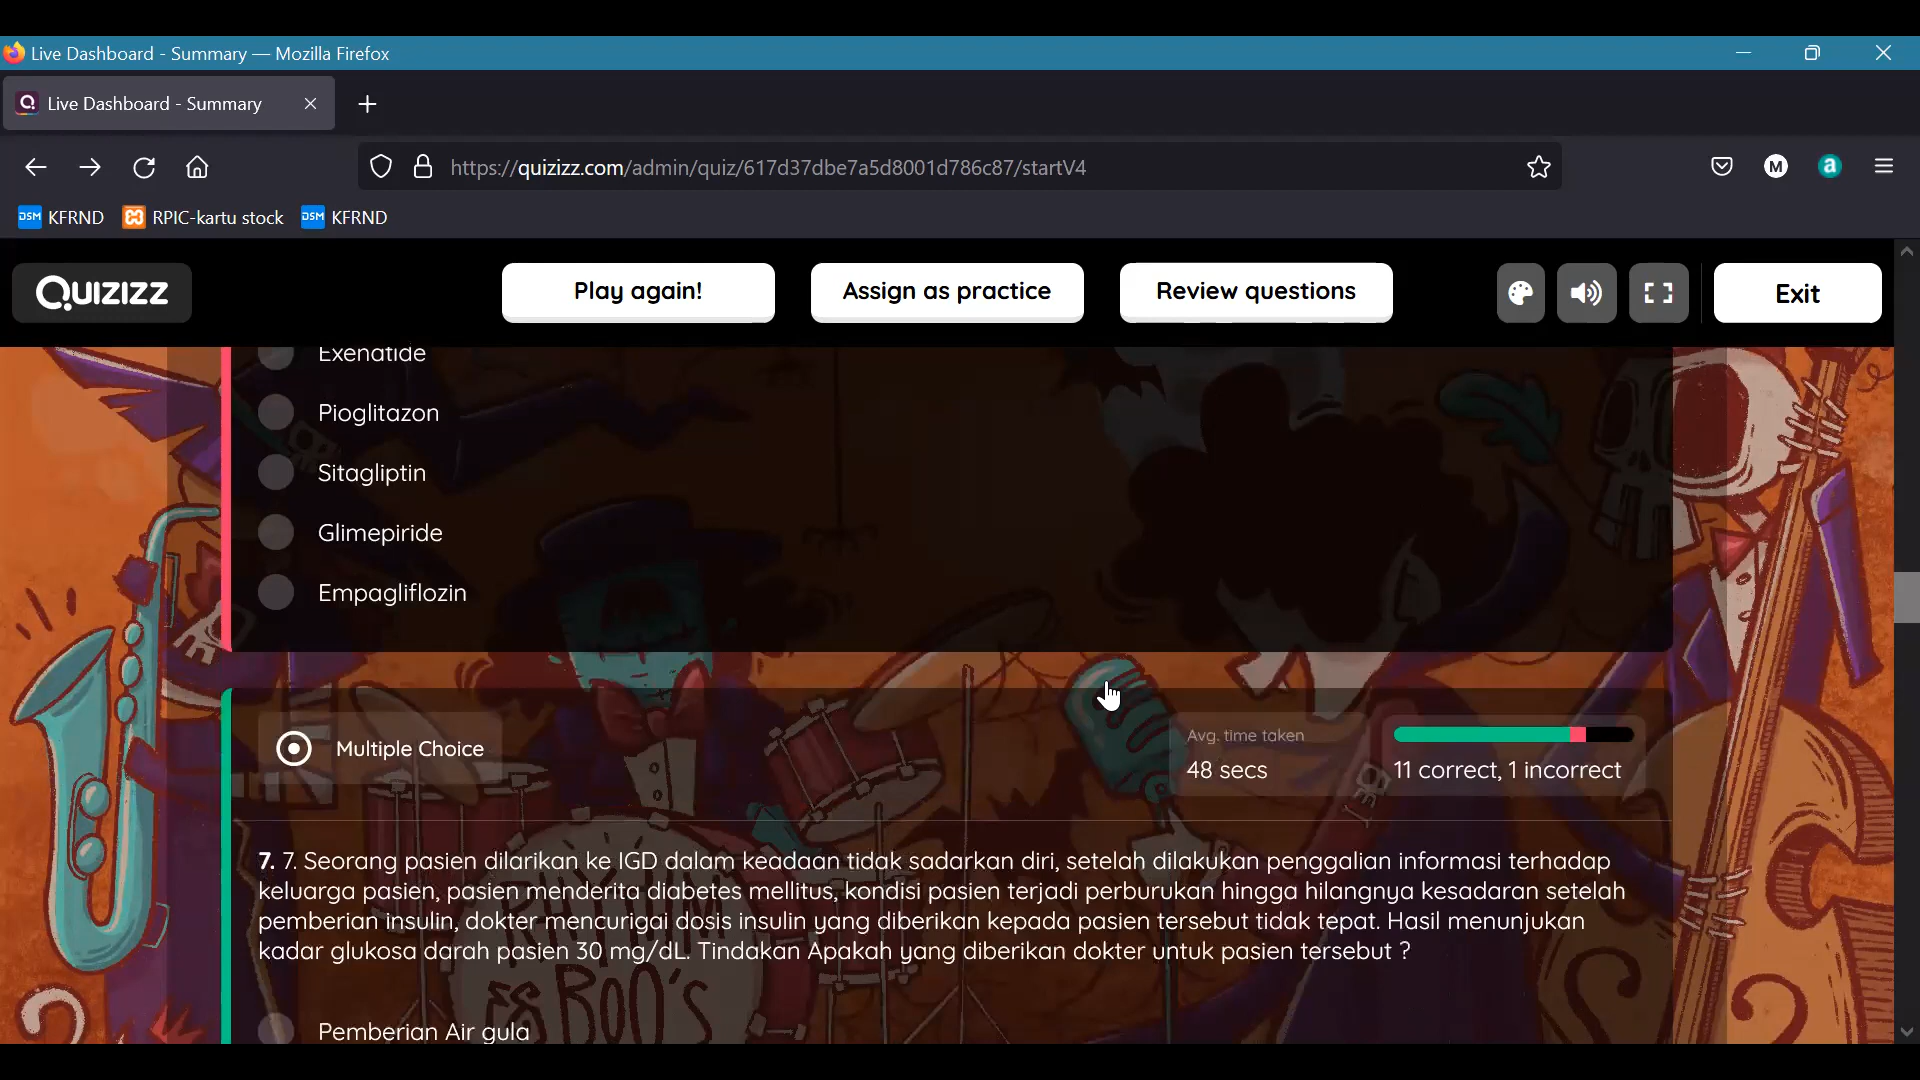 Live Dashboard - Summary — Mozilla Firefox
Live Dashboard - Summary
https://quizizz.com/admin/quiz/617d37dbe7a5d8001d786c87/startV4
M
a
DSM KFRND
RPIC-kartu stock
DSM KFRND
Quizizz
Play again!
Assign as practice
Review questions
Exit
Exenatide
Pioglitazon
Sitagliptin
Glimepiride
Empagliflozin
Multiple Choice
Avg. time taken
48 secs
11 correct, 1 incorrect
7. 7. Seorang pasien dilarikan ke IGD dalam keadaan tidak sadarkan diri, setelah dilakukan penggalian informasi terhadap
keluarga pasien, pasien menderita diabetes mellitus, kondisi pasien terjadi perburukan hingga hilangnya kesadaran setelah
pemberian insulin, dokter mencurigai dosis insulin yang diberikan kepada pasien tersebut tidak tepat. Hasil menunjukan
kadar glukosa darah pasien 30 mg/dL. Tindakan Apakah yang diberikan dokter untuk pasien tersebut ?
Pemberian Air gula
& BOO'S